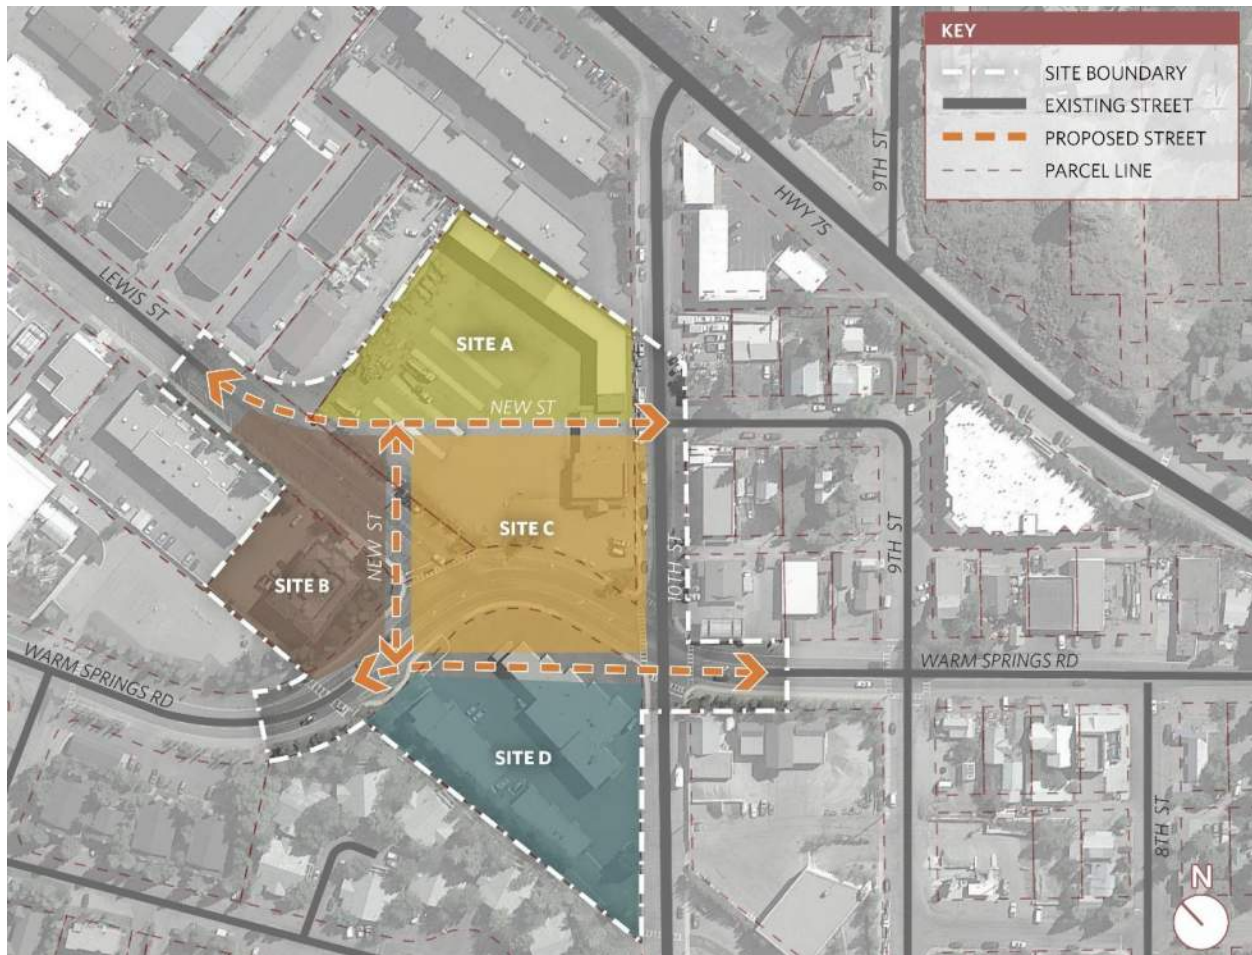 KEY
SITE BOUNDARY
EXISTING STREET
PROPOSED STREET
PARCEL LINE
9TH ST
HWY 75
LEWIS ST
SITE A
NEW ST
SITE C
NEW ST
SITE B
10TH ST
9TH ST
WARM SPRINGS RD
WARM SPRINGS RD
SITE D
8TH ST
N